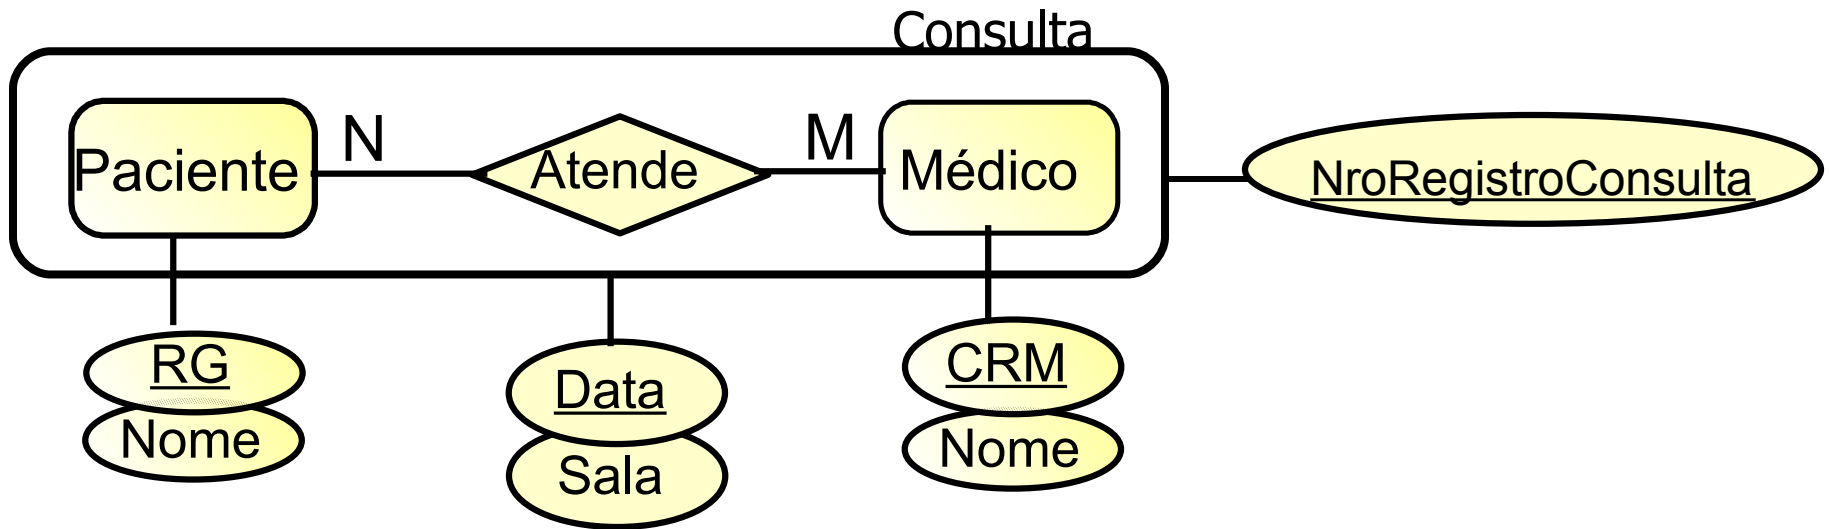 Consulta
Paciente
N
Atende
M
Médico
NroRegistroConsulta
RG
Nome
Data
Sala
CRM
Nome